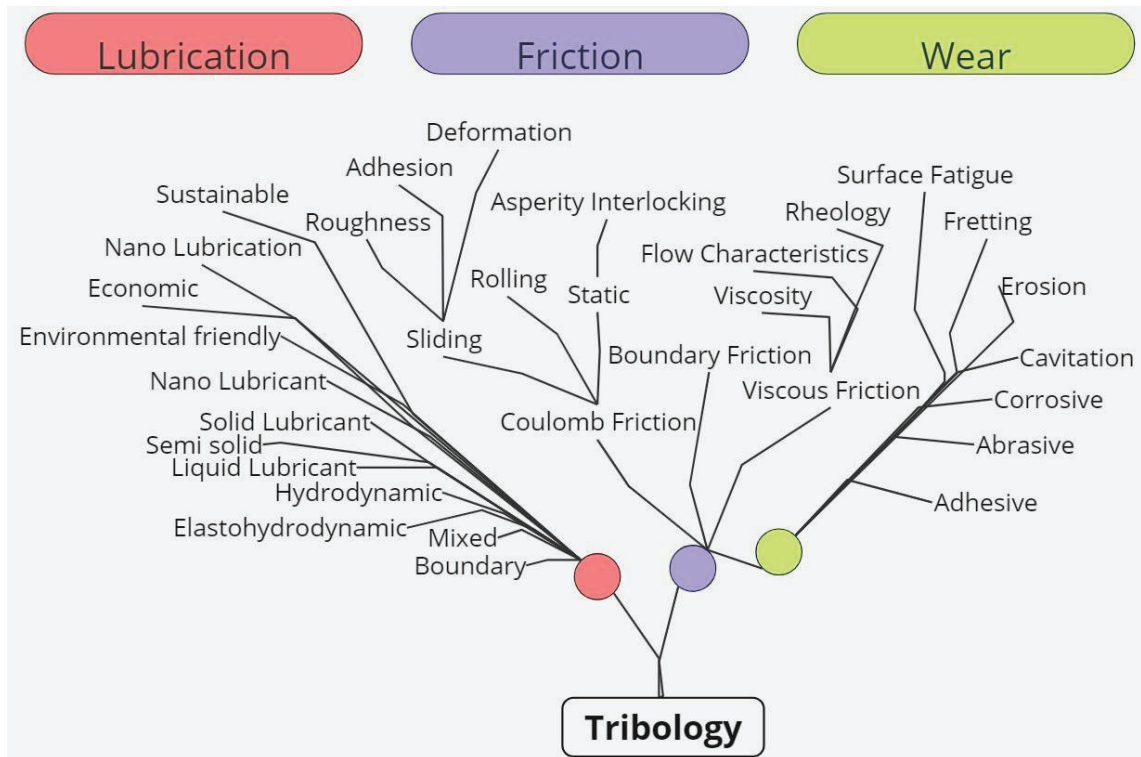 Lubrication
Friction
Wear
Deformation
Adhesion
Surface Fatigue
Sustainable
Asperity Interlocking
Rheology
Roughness
Fretting
Nano Lubrication
Flow Characteristics
Rolling
Economic
Static
Viscosity
Erosion
Environmental friendly
Sliding
Boundary Friction
Cavitation
Nano Lubricant
Viscous Friction
Corrosive
Solid Lubricant
Coulomb Friction
Semi solid
Abrasive
Liquid Lubricant
Hydrodynamic
Adhesive
Elastohydrodynamic
Mixed
Boundary
Tribology